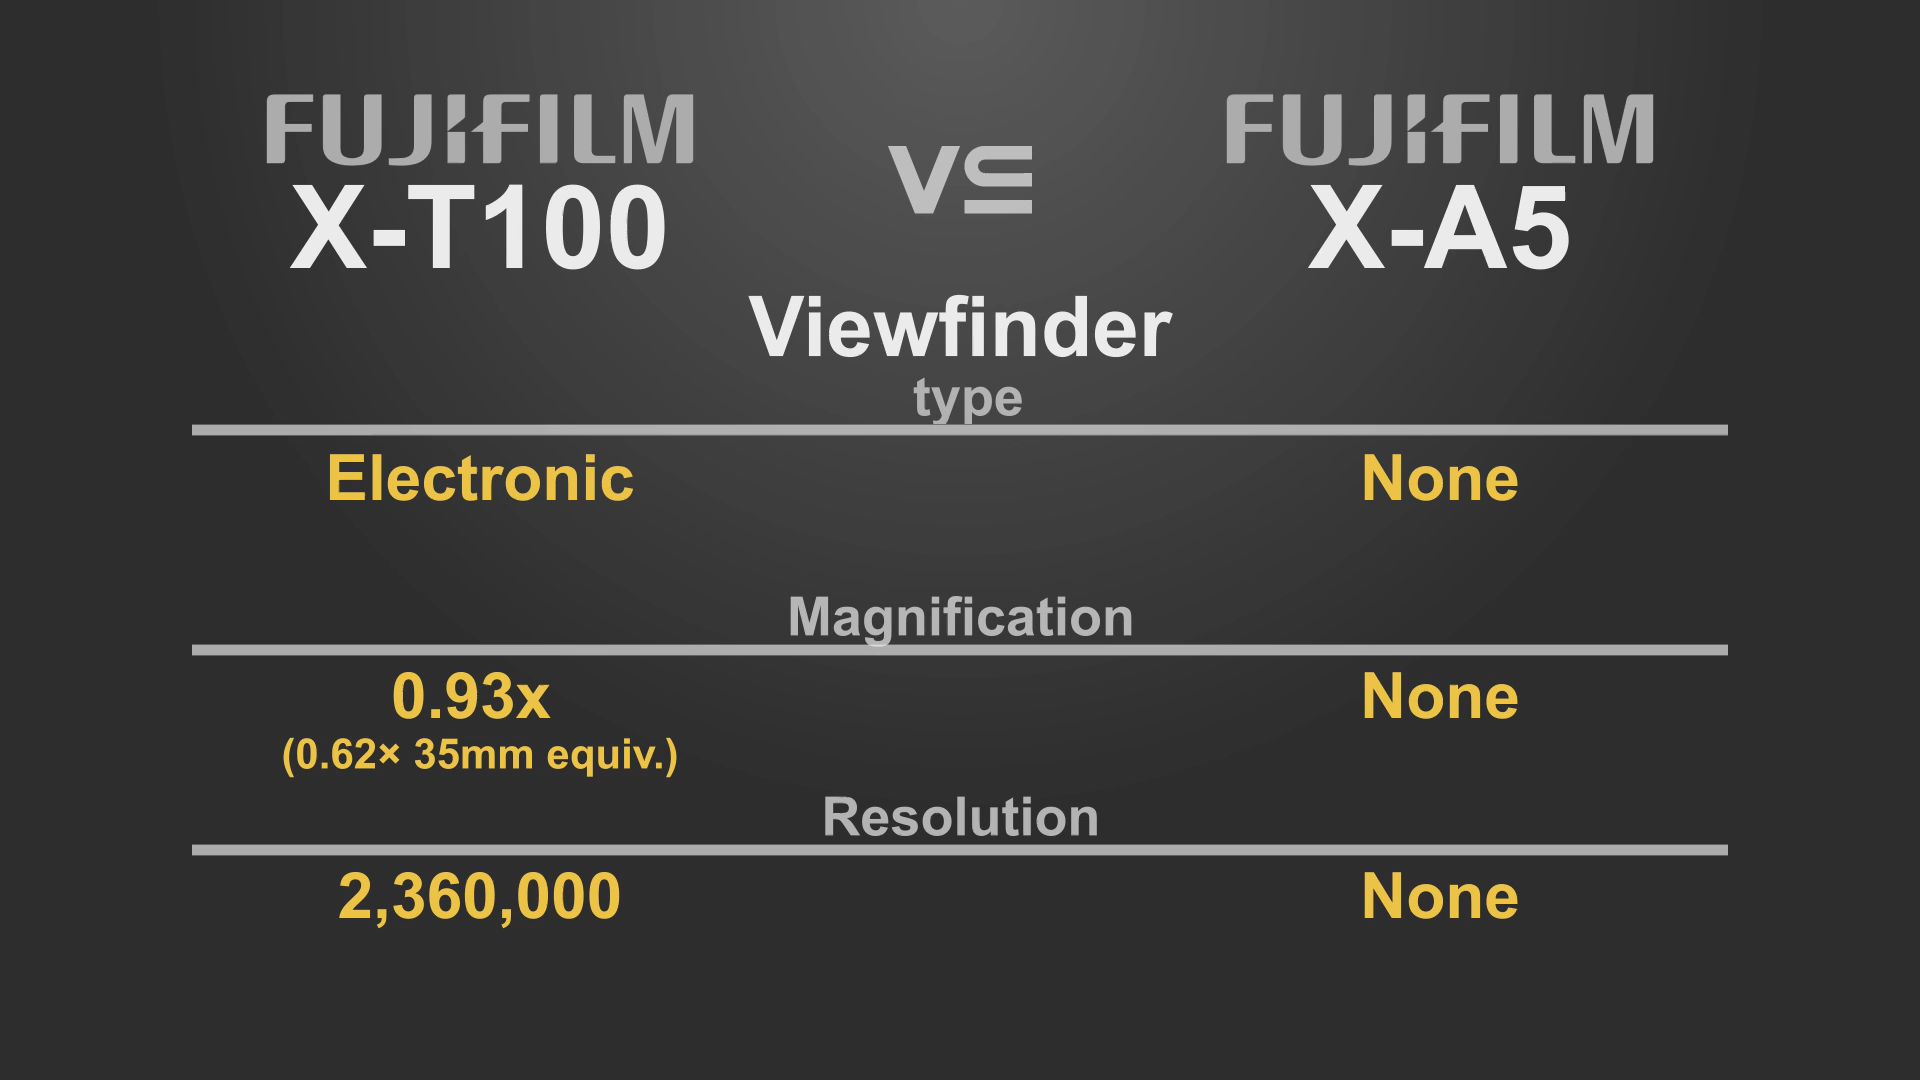 FUJIFILM VS FUJIFILM
X-T100 X-A5
Viewfinder
type
Electronic None
Magnification
0.93x None
(0.62× 35mm equiv.)
Resolution
2,360,000 None